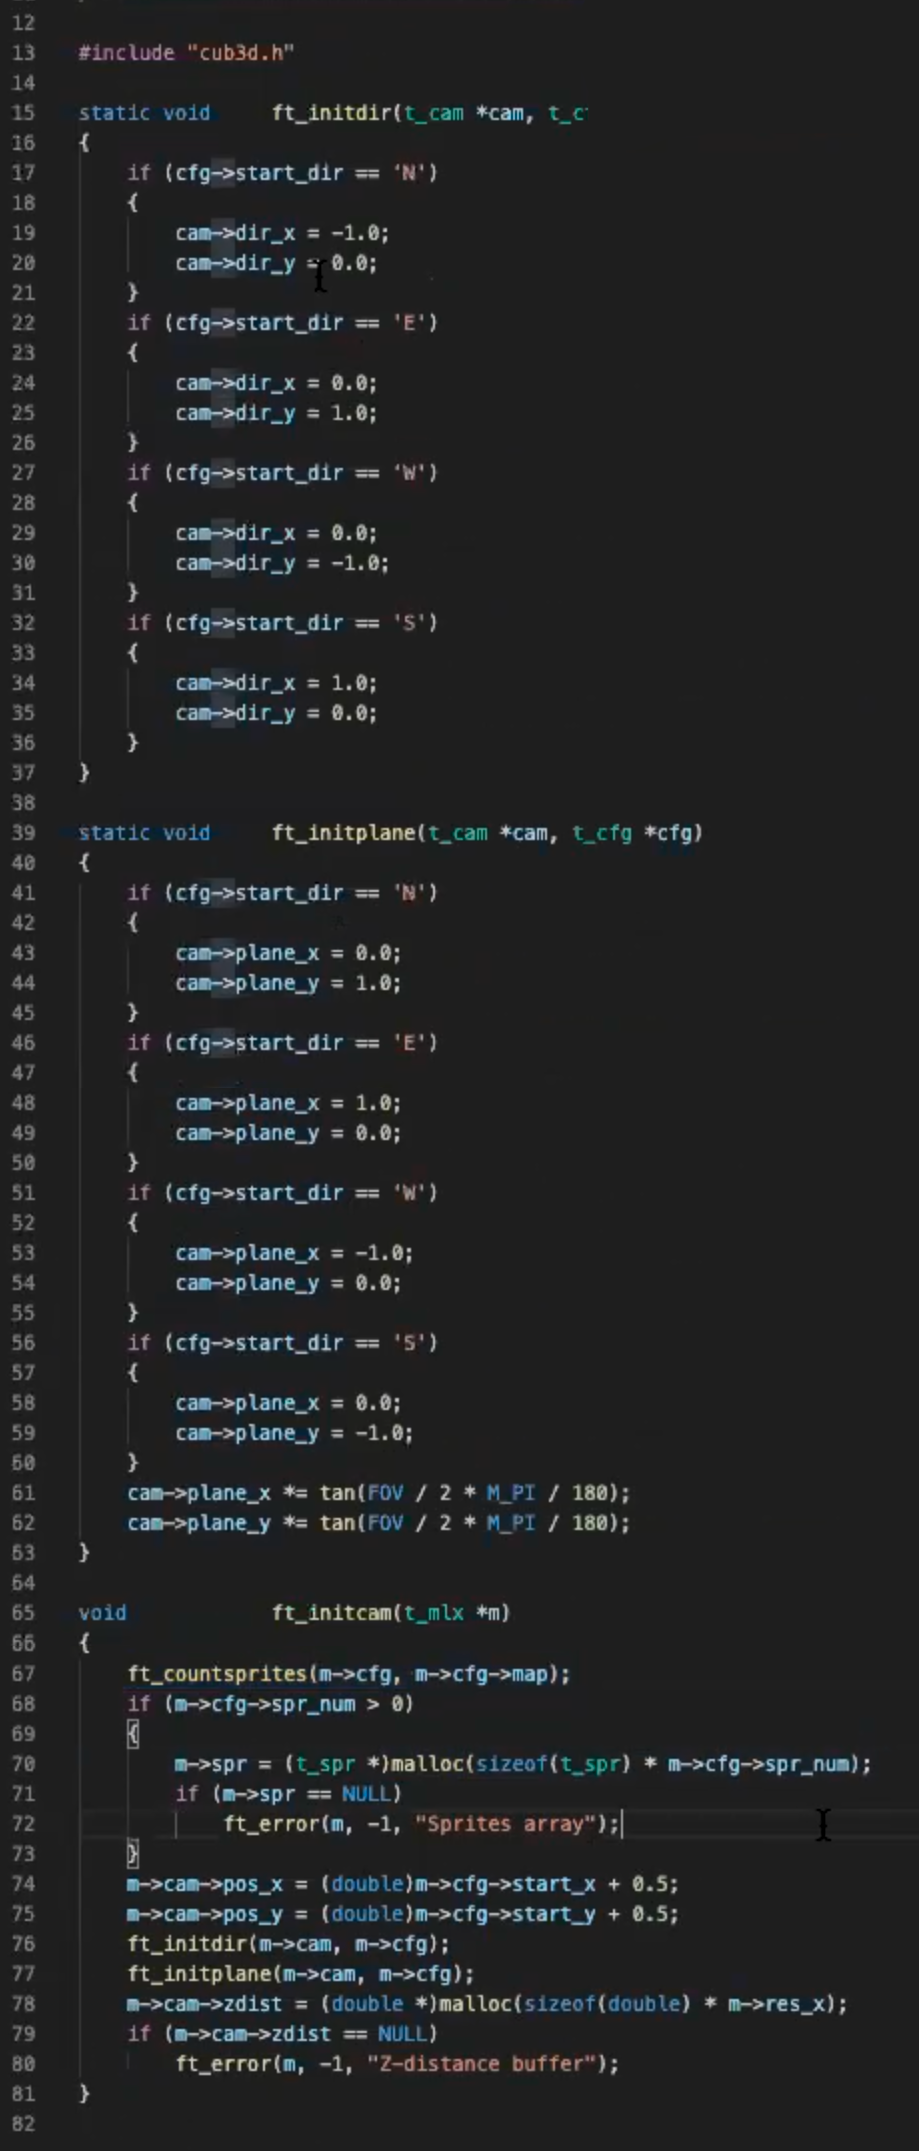 12
13 #include "cub3d.h"
14
15 static void ft_initdir(t_cam *cam, t_c
16 {
17 if (cfg->start_dir == 'N')
18 {
19 cam->dir_x = -1.0;
20 cam->dir_y = 0.0;
21 }
22 if (cfg->start_dir == 'E')
23 {
24 cam->dir_x = 0.0;
25 cam->dir_y = 1.0;
26 }
27 if (cfg->start_dir == 'W')
28 {
29 cam->dir_x = 0.0;
30 cam->dir_y = -1.0;
31 }
32 if (cfg->start_dir == 'S')
33 {
34 cam->dir_x = 1.0;
35 cam->dir_y = 0.0;
36 }
37 }
38
39 static void ft_initplane(t_cam *cam, t_cfg *cfg)
40 {
41 if (cfg->start_dir == 'N')
42 {
43 cam->plane_x = 0.0;
44 cam->plane_y = 1.0;
45 }
46 if (cfg->start_dir == 'E')
47 {
48 cam->plane_x = 1.0;
49 cam->plane_y = 0.0;
50 }
51 if (cfg->start_dir == 'W')
52 {
53 cam->plane_x = -1.0;
54 cam->plane_y = 0.0;
55 }
56 if (cfg->start_dir == 'S')
57 {
58 cam->plane_x = 0.0;
59 cam->plane_y = -1.0;
60 }
61 cam->plane_x *= tan(FOV / 2 * M_PI / 180);
62 cam->plane_y *= tan(FOV / 2 * M_PI / 180);
63 }
64
65 void ft_initcam(t_mlx *m)
66 {
67 ft_countsprites(m->cfg, m->cfg->map);
68 if (m->cfg->spr_num > 0)
69 {
70 m->spr = (t_spr *)malloc(sizeof(t_spr) * m->cfg->spr_num);
71 if (m->spr == NULL)
72 ft_error(m, -1, "Sprites array");
73 }
74 m->cam->pos_x = (double)m->cfg->start_x + 0.5;
75 m->cam->pos_y = (double)m->cfg->start_y + 0.5;
76 ft_initdir(m->cam, m->cfg);
77 ft_initplane(m->cam, m->cfg);
78 m->cam->zdist = (double *)malloc(sizeof(double) * m->res_x);
79 if (m->cam->zdist == NULL)
80 ft_error(m, -1, "Z-distance buffer");
81 }
82